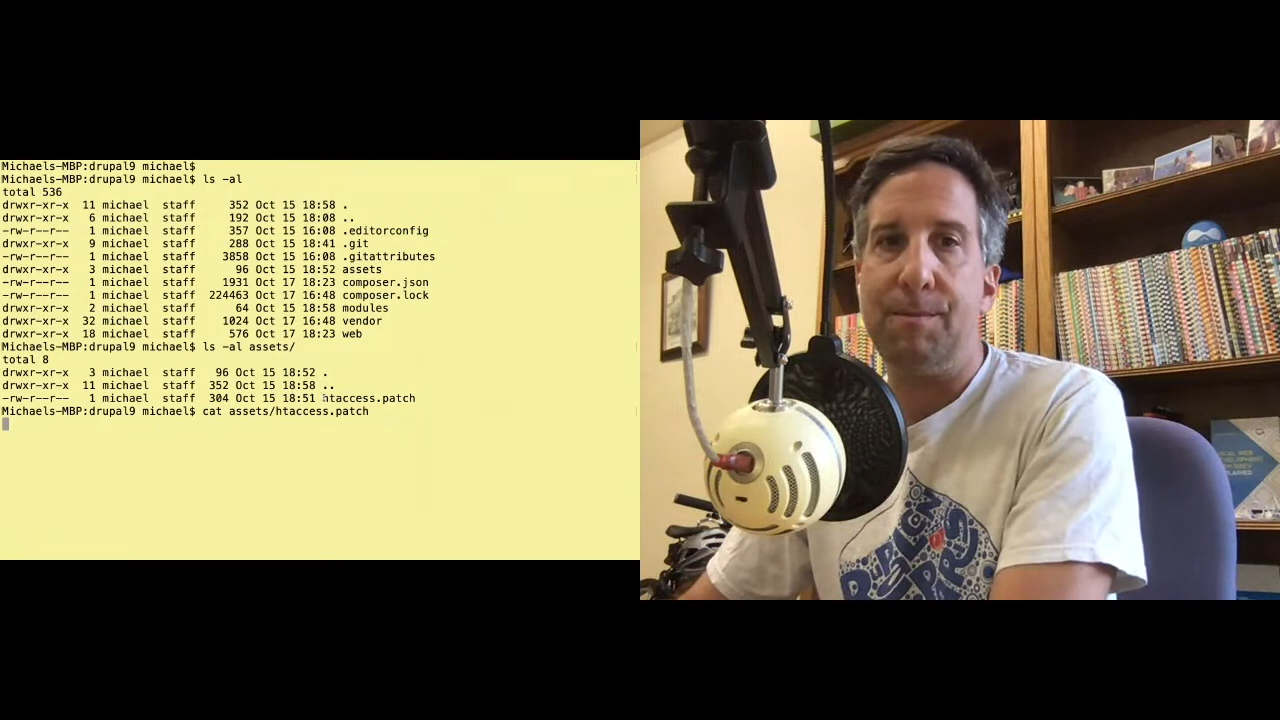 Michaels-MBP:drupal9 michael$
Michaels-MBP:drupal9 michael$ ls -al
total 536
drwxr-xr-x 11 michael staff 352 Oct 15 18:58 .
drwxr-xr-x 6 michael staff 192 Oct 15 18:08 ..
-rw-r--r-- 1 michael staff 357 Oct 15 16:08 .editorconfig
drwxr-xr-x 9 michael staff 288 Oct 15 18:41 .git
-rw-r--r-- 1 michael staff 3858 Oct 15 16:08 .gitattributes
drwxr-xr-x 3 michael staff 96 Oct 15 18:52 assets
-rw-r--r-- 1 michael staff 1931 Oct 17 18:23 composer.json
-rw-r--r-- 1 michael staff 224463 Oct 17 16:48 composer.lock
drwxr-xr-x 2 michael staff 64 Oct 15 18:58 modules
drwxr-xr-x 32 michael staff 1024 Oct 17 16:48 vendor
drwxr-xr-x 18 michael staff 576 Oct 17 18:23 web
Michaels-MBP:drupal9 michael$ ls -al assets/
total 8
drwxr-xr-x 3 michael staff 96 Oct 15 18:52 .
drwxr-xr-x 11 michael staff 352 Oct 15 18:58 ..
-rw-r--r-- 1 michael staff 304 Oct 15 18:51 htaccess.patch
Michaels-MBP:drupal9 michael$ cat assets/htaccess.patch